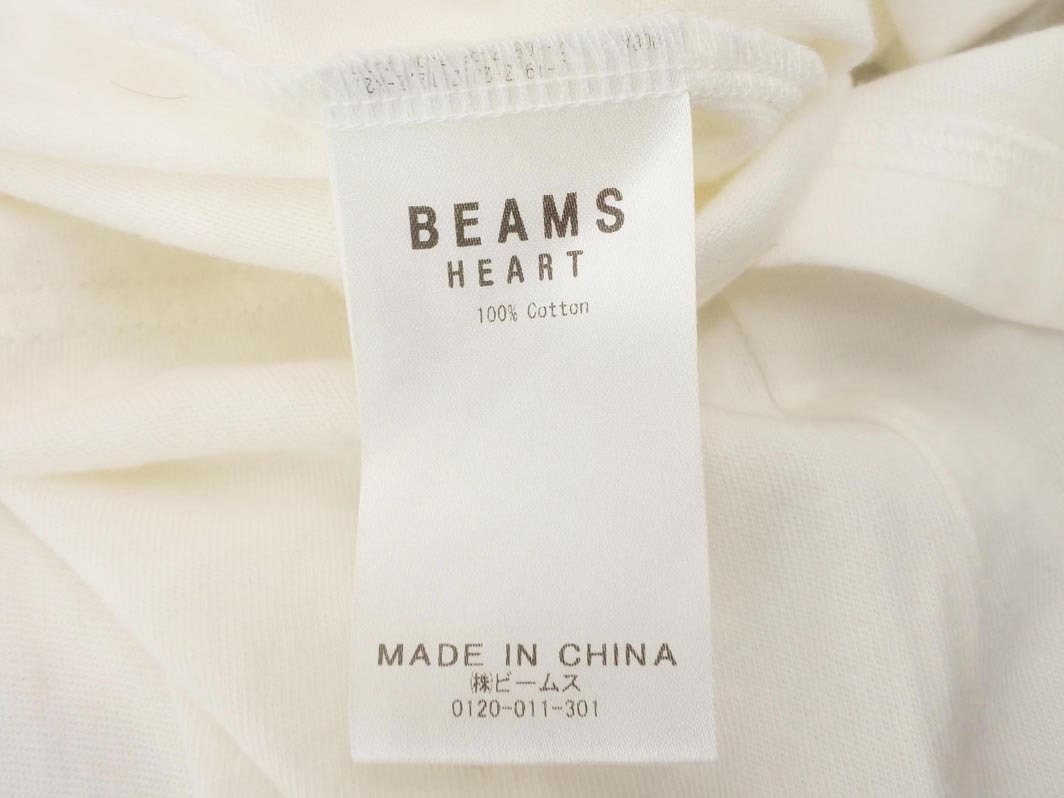 BEAMS
HEART
100% Cotton
MADE IN CHINA
㈱ビームス
0120-011-301